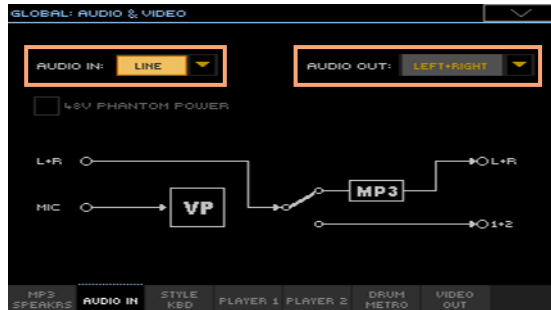 GLOBAL: AUDIO & VIDEO
AUDIO IN: LINE
AUDIO OUT: LEFT+RIGHT
48V PHANTOM POWER
L+R
MP3
L+R
MIC
VP
1+2
MP3 SPEAKRS
AUDIO IN
STYLE KBD
PLAYER 1
PLAYER 2
DRUM METRO
VIDEO OUT